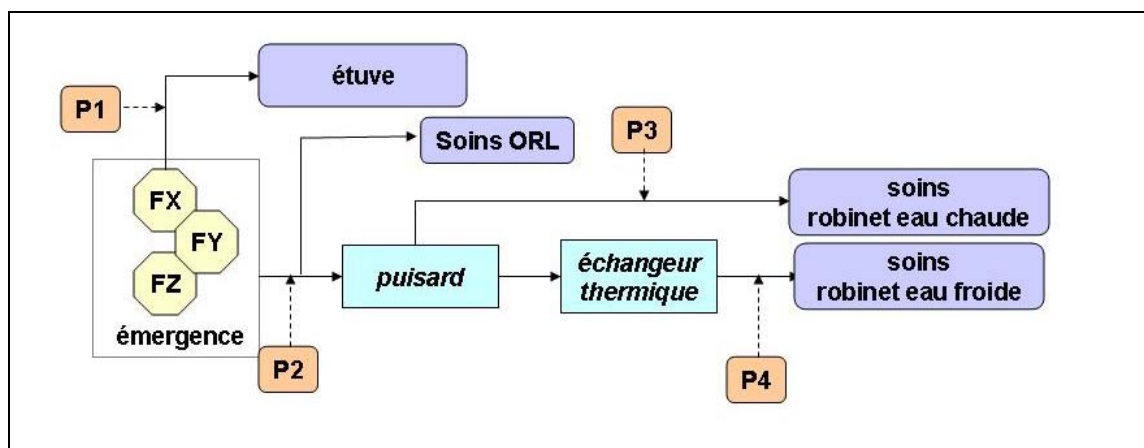 étuve
P1
Soins ORL
P3
FX
FY
FZ
émergence
soins
robinet eau chaude
puisard
échangeur
thermique
soins
robinet eau froide
P2
P4